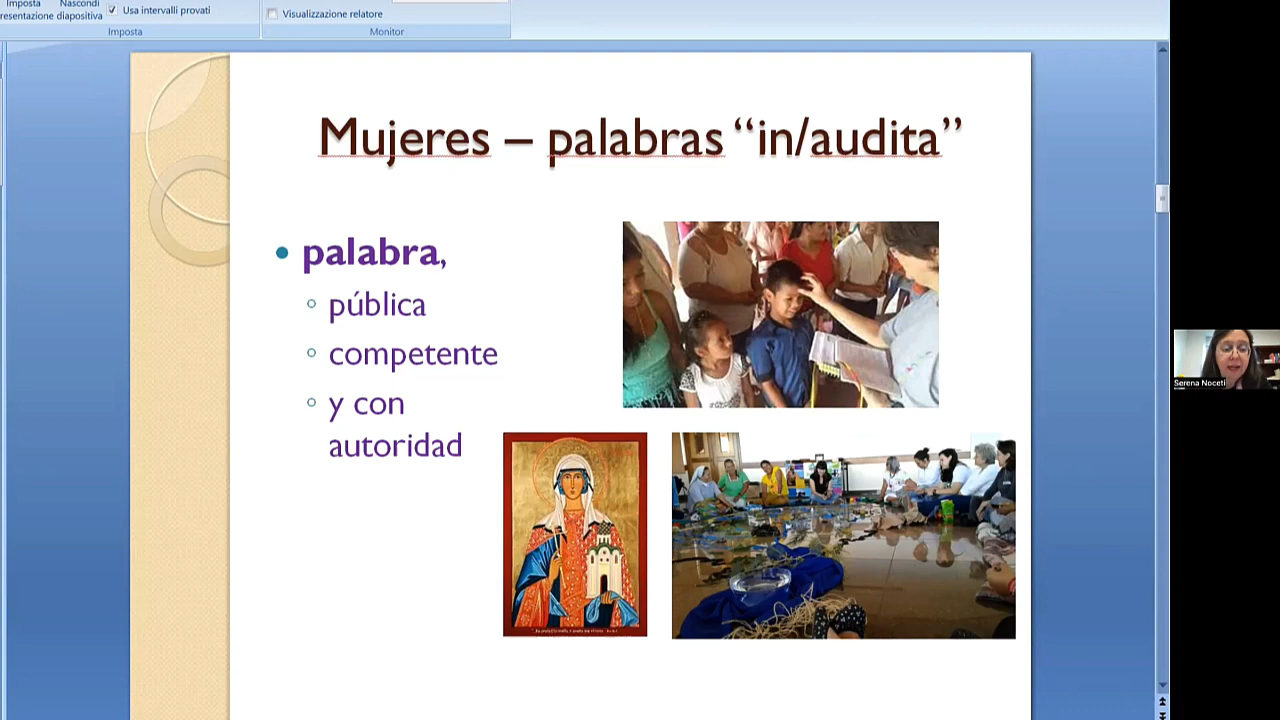 Imposta
resentazione
Nascondi
diapositiva
Usa intervalli provati
Imposta
Visualizzazione relatore
Monitor
Mujeres – palabras “in/audita”
palabra,
pública
competente
y con
autoridad
Serena Noceti